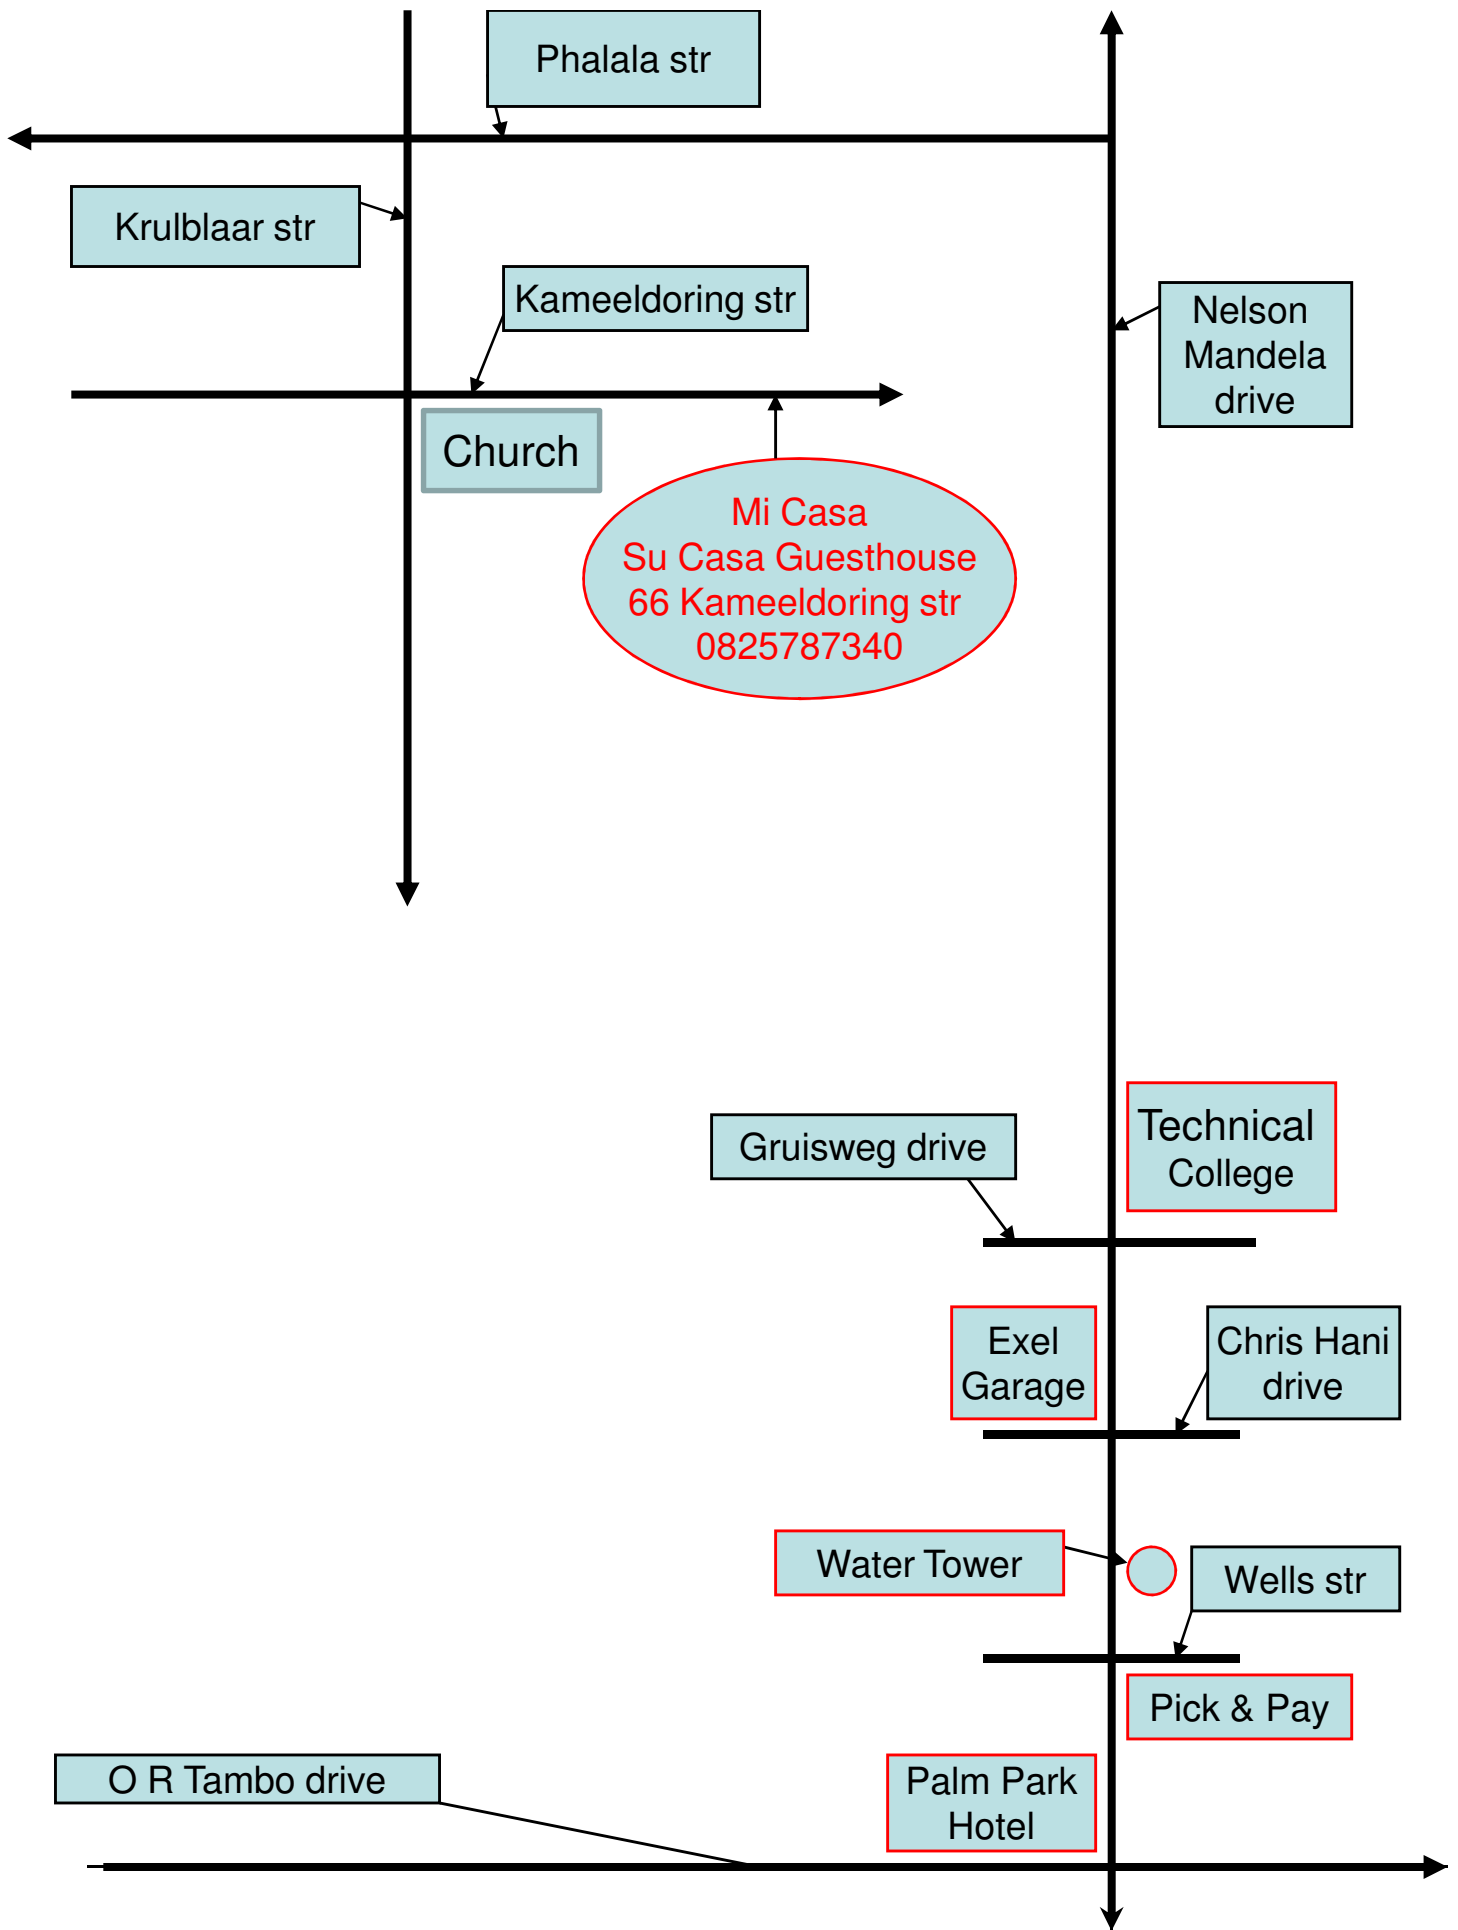 Phalala str
Krulblaar str
Kameeldoring str
Nelson
Mandela
drive
Church
Mi Casa
Su Casa Guesthouse
66 Kameeldoring str
0825787340
Technical
College
Gruisweg drive
Exel
Garage
Chris Hani
drive
Water Tower
Wells str
Pick & Pay
O R Tambo drive
Palm Park
Hotel